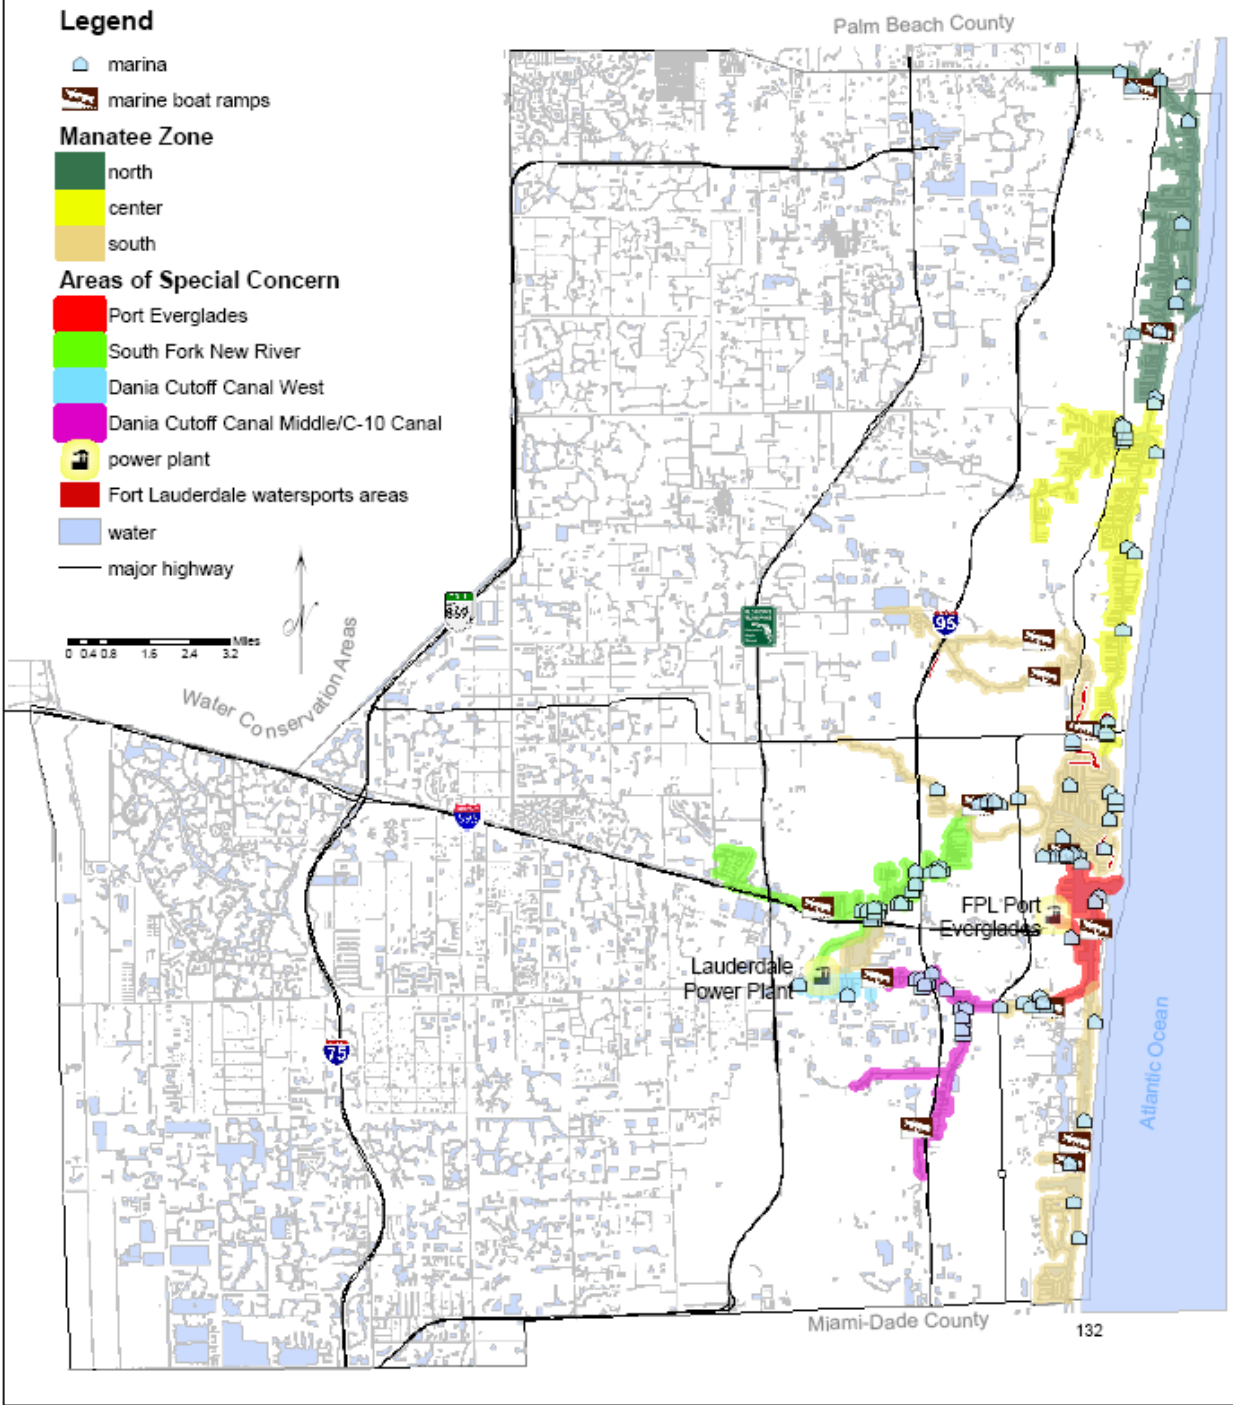 Legend
marina
marine boat ramps
Manatee Zone
north
center
south
Areas of Special Concern
Port Everglades
South Fork New River
Dania Cutoff Canal West
Dania Cutoff Canal Middle/C-10 Canal
power plant
Fort Lauderdale watersports areas
water
major highway
Miles
0 0.4 0.8 1.6 2.4 3.2
Palm Beach County
Water Conservation Areas
869
95
595
75
FPL Port
Everglades
Lauderdale
Power Plant
Atlantic Ocean
Miami-Dade County
132